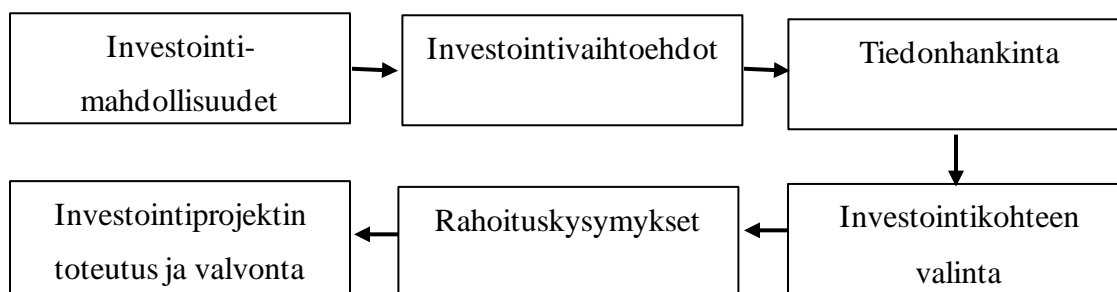 Investointi-
mahdollisuudet
Investointivaihtoehdot
Tiedonhankinta
Investointikohteen
valinta
Rahoituskysymykset
Investointiprojektin
toteutus ja valvonta